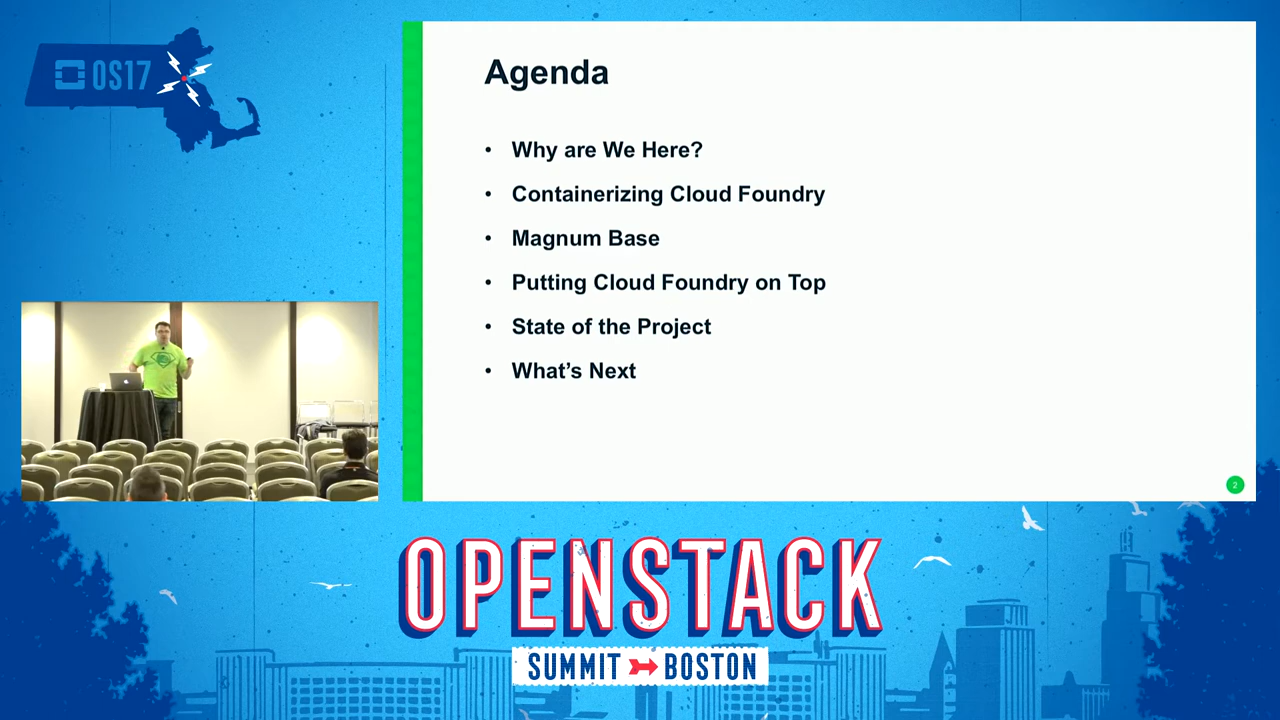 OS17
Agenda
• Why are We Here?
• Containerizing Cloud Foundry
• Magnum Base
• Putting Cloud Foundry on Top
• State of the Project
• What’s Next
2
OPENSTACK
SUMMIT BOSTON